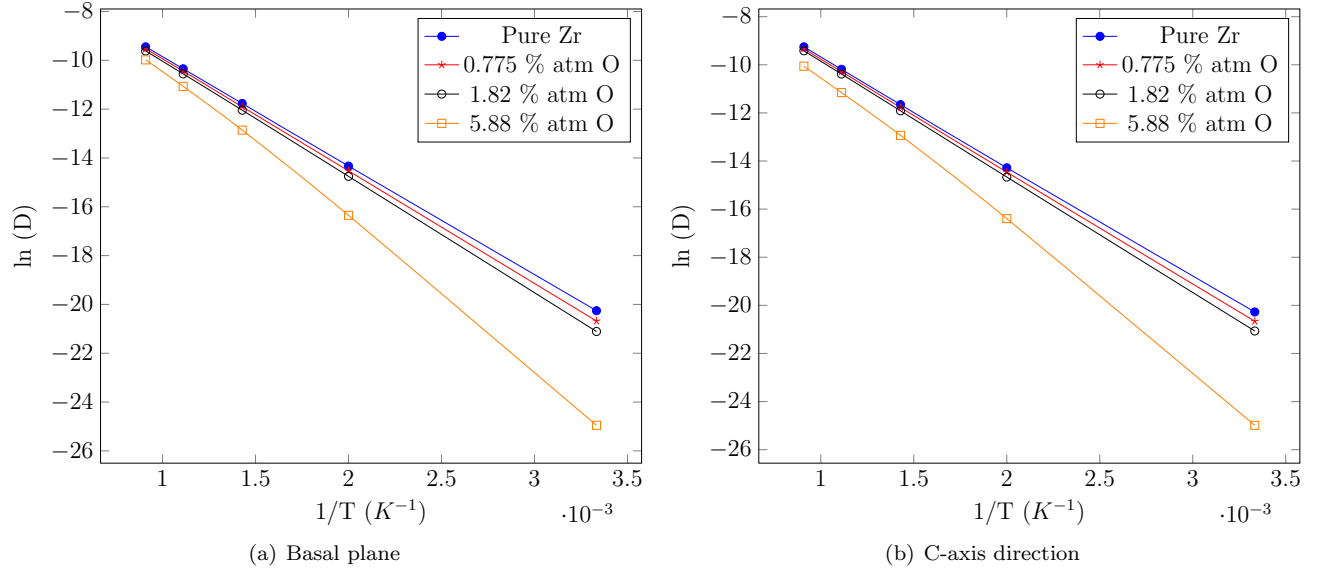 −8
−10
−12
−14
−16
−18
−20
−22
−24
−26
ln (D)
Pure Zr
0.775 % atm O
1.82 % atm O
5.88 % atm O
1
1.5
2
2.5
3
3.5
1/T (K⁻¹)
·10⁻³
(a) Basal plane
−8
−10
−12
−14
−16
−18
−20
−22
−24
−26
ln (D)
Pure Zr
0.775 % atm O
1.82 % atm O
5.88 % atm O
1
1.5
2
2.5
3
3.5
1/T (K⁻¹)
·10⁻³
(b) C-axis direction